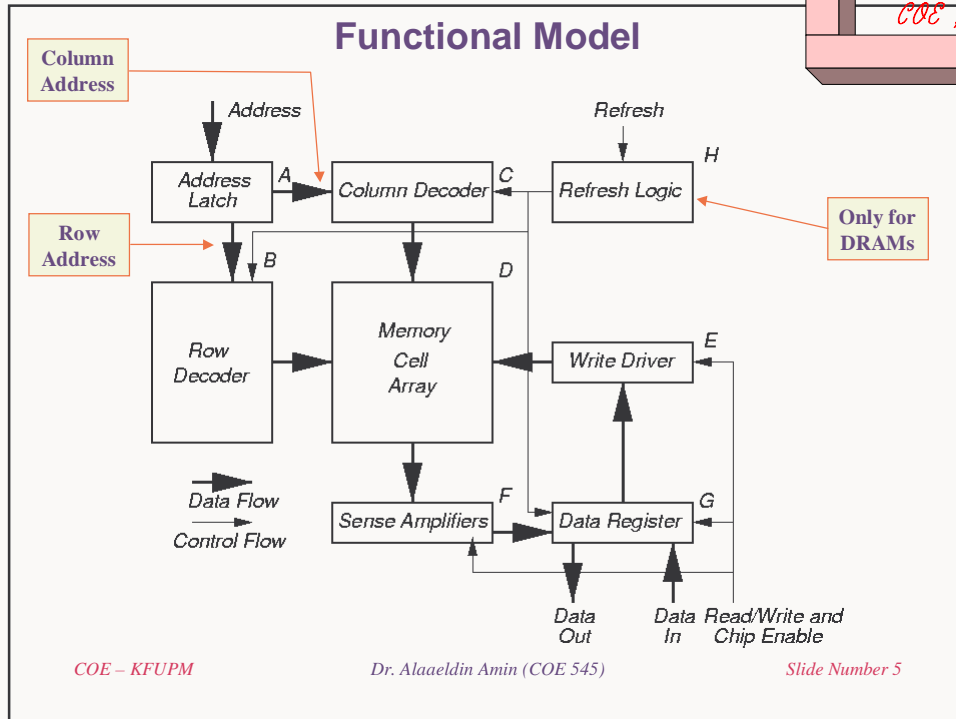 COE
Functional Model
Column
Address
Address
Refresh
A
C
H
Address
Latch
Column Decoder
Refresh Logic
Only for
DRAMs
Row
Address
B
D
Row
Decoder
Memory
Cell
Array
E
Write Driver
Data Flow
Control Flow
F
Sense Amplifiers
G
Data Register
Data
Out
Data
In
Read/Write and
Chip Enable
COE – KFUPM
Dr. Alaaeldin Amin (COE 545)
Slide Number 5